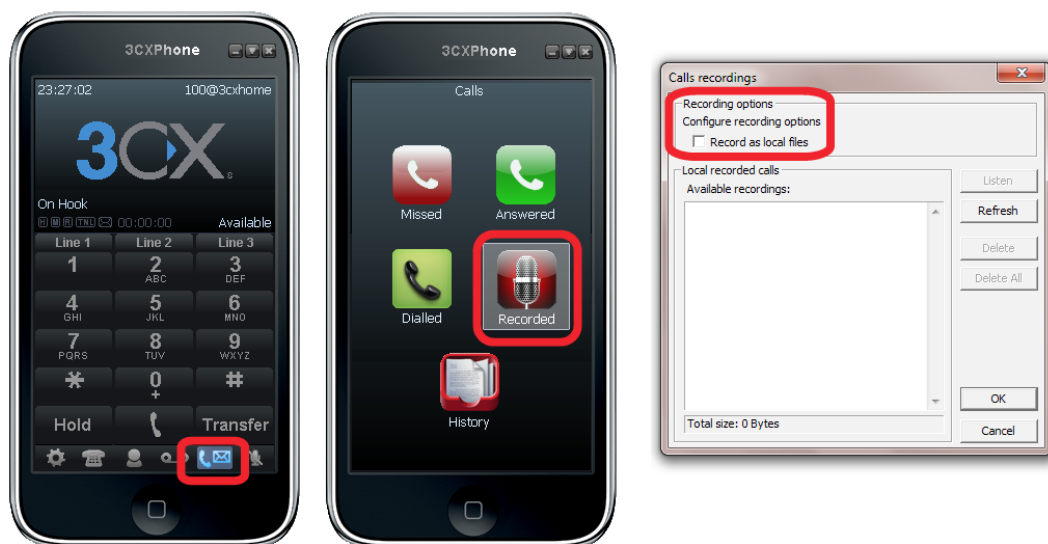 3CXPhone
23:27:02 100@3cxhome
3CX
On Hook
H M R TNL 00:00:00 Available
Line 1 Line 2 Line 3
1 2 3
ABC DEF
4 5 6
GHI JKL MNO
7 8 9
PQRS TUV WXYZ
* 0 #
+
Hold Transfer
3CXPhone
Calls
Missed Answered
Dialled Recorded
History
Calls recordings
Recording options
Configure recording options
Record as local files
Local recorded calls
Available recordings:
Listen
Refresh
Delete
Delete All
OK
Total size: 0 Bytes
Cancel